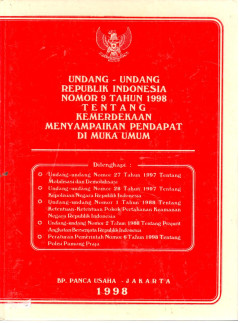 UNDANG - UNDANG
REPUBLIK INDONESIA
NOMOR 9 TAHUN 1998
TENTANG
KEMERDEKAAN
MENYAMPAIKAN PENDAPAT
DI MUKA UMUM
Dilengkapi :
Undang-undang Nomor 27 Tahun 1997 Tentang
Mobilisasi dan Demobilisasi
Undang-undang Nomor 28 Tahun 1997 Tentang
Kepolisian Negara Republik Indonesia
Undang-undang Nomor 1 Tahun 1988 Tentang
Ketentuan-Ketentuan Pokok Pertahanan Keamanan
Negara Republik Indonesia
Undang-undang Nomor 2 Tahun 1988 Tentang Prajurit
Angkatan Bersenjata Republik Indonesia
Peraturan Pemerintah Nomor 6 Tahun 1998 Tentang
Polisi Pamong Praja
BP. PANCA USAHA - JAKARTA
1998